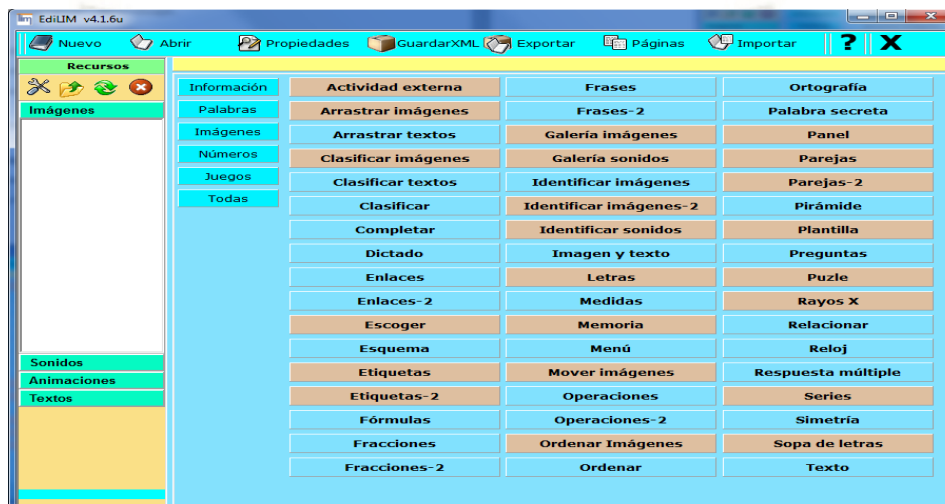 EdiLIM v4.1.6u
Nuevo Abrir Propiedades GuardarXML Exportar Páginas Importar ? X
Recursos
Imágenes
Sonidos
Animaciones
Textos
Información
Palabras
Imágenes
Números
Juegos
Todas
Actividad externa Frases Ortografía
Arrastrar imágenes Frases-2 Palabra secreta
Arrastrar textos Galería imágenes Panel
Clasificar imágenes Galería sonidos Parejas
Clasificar textos Identificar imágenes Parejas-2
Clasificar Identificar imágenes-2 Pirámide
Completar Identificar sonidos Plantilla
Dictado Imagen y texto Preguntas
Enlaces Letras Puzle
Enlaces-2 Medidas Rayos X
Escoger Memoria Relacionar
Esquema Menú Reloj
Etiquetas Mover imágenes Respuesta múltiple
Etiquetas-2 Operaciones Series
Fórmulas Operaciones-2 Simetría
Fracciones Ordenar Imágenes Sopa de letras
Fracciones-2 Ordenar Texto